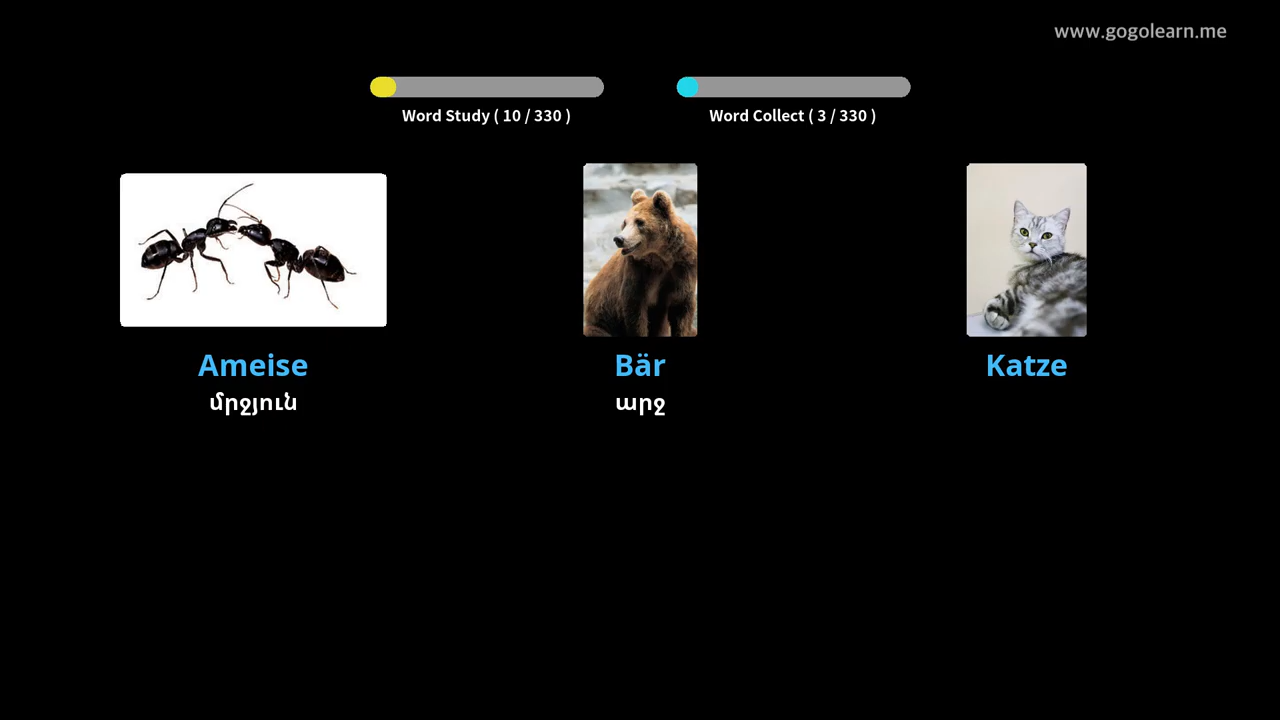 www.gogolearn.me
Word Study ( 10 / 330 )
Word Collect ( 3 / 330 )
Ameise
Bär
Katze
մրջյուն
արջ